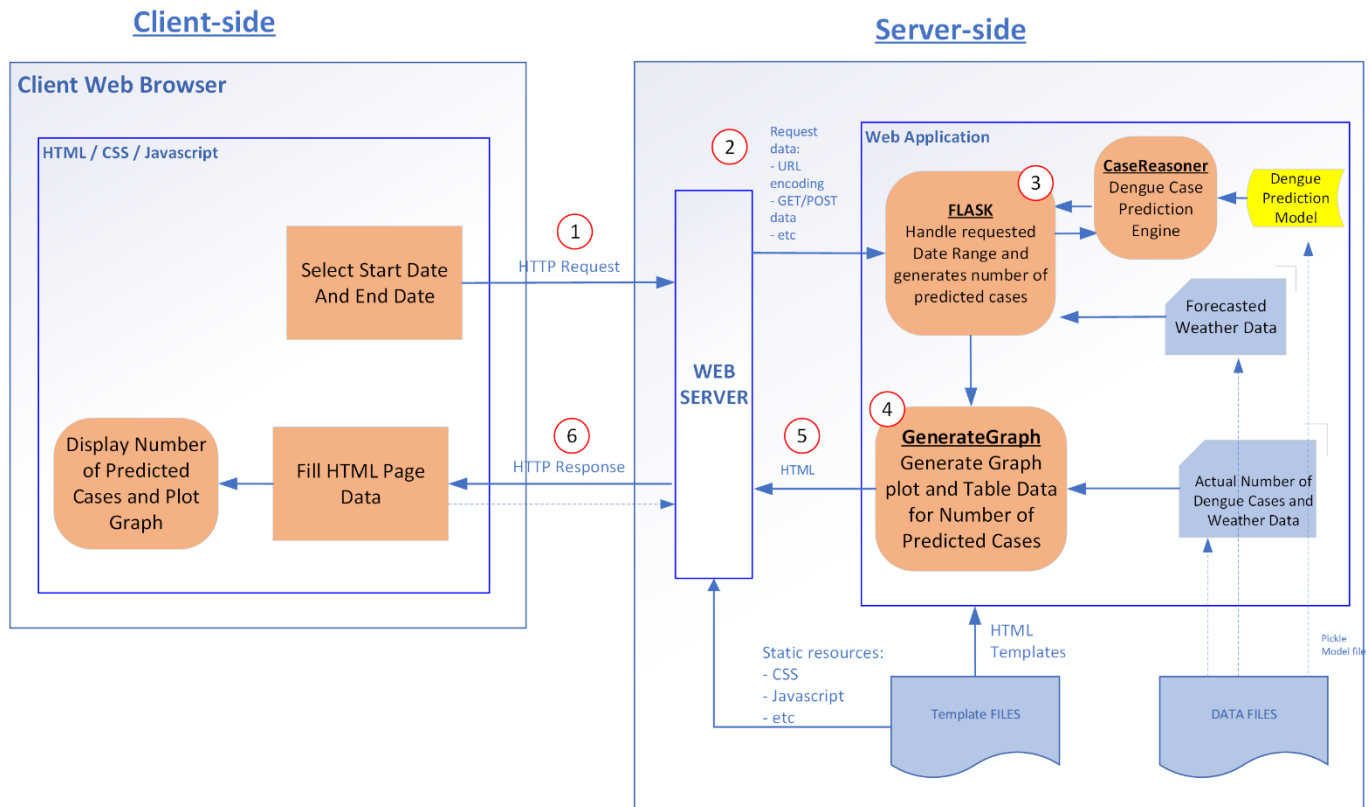 Client-side
Server-side
Client Web Browser
HTML / CSS / Javascript
Select Start Date
And End Date
1
HTTP Request
Display Number
of Predicted
Cases and Plot
Graph
Fill HTML Page
Data
6
HTTP Response
WEB
SERVER
2
Request
data:
- URL
encoding
- GET/POST
data
- etc
Web Application
3
FLASK
Handle requested
Date Range and
generates number of
predicted cases
CaseReasoner
Dengue Case
Prediction
Engine
Dengue
Prediction
Model
Forecasted
Weather Data
4
GenerateGraph
Generate Graph
plot and Table Data
for Number of
Predicted Cases
5
HTML
Actual Number of
Dengue Cases and
Weather Data
Static resources:
- CSS
- Javascript
- etc
HTML
Templates
Pickle
Model file
Template FILES
DATA FILES